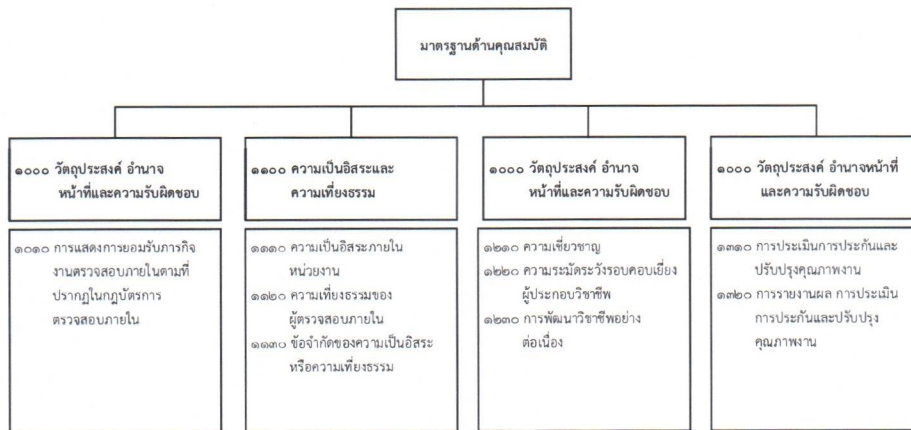 มาตรฐานด้านคุณสมบัติ
๑๐๐๐ วัตถุประสงค์ อำนาจ
หน้าที่และความรับผิดชอบ
๑๐๑๐ การแสดงการยอมรับภารกิจ
งานตรวจสอบภายในตามที่
ปรากฏในกฎบัตรการ
ตรวจสอบภายใน
๑๑๐๐ ความเป็นอิสระและ
ความเที่ยงธรรม
๑๑๑๐ ความเป็นอิสระภายใน
หน่วยงาน
๑๑๒๐ ความเที่ยงธรรมของ
ผู้ตรวจสอบภายใน
๑๑๓๐ ข้อจำกัดของความเป็นอิสระ
หรือความเที่ยงธรรม
๑๐๐๐ วัตถุประสงค์ อำนาจ
หน้าที่และความรับผิดชอบ
๑๒๑๐ ความเชี่ยวชาญ
๑๒๒๐ ความระมัดระวังรอบคอบเยี่ยง
ผู้ประกอบวิชาชีพ
๑๒๓๐ การพัฒนาวิชาชีพอย่าง
ต่อเนื่อง
๑๐๐๐ วัตถุประสงค์ อำนาจหน้าที่
และความรับผิดชอบ
๑๓๑๐ การประเมินการประกันและ
ปรับปรุงคุณภาพงาน
๑๓๒๐ การรายงานผล การประเมิน
การประกันและปรับปรุง
คุณภาพงาน